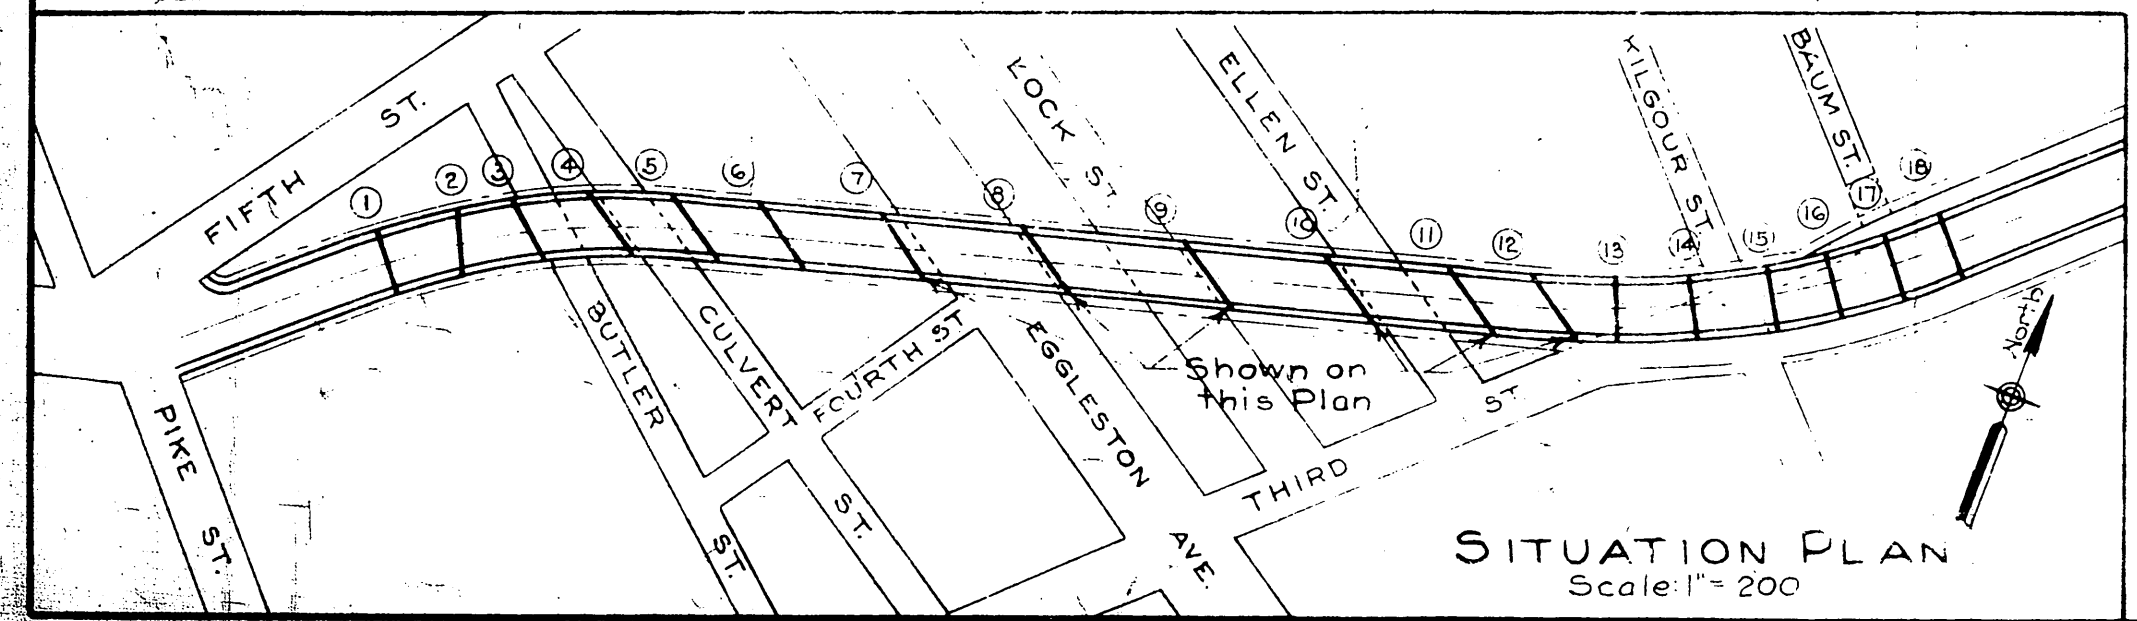 FIFTH ST.
1
2
3
4
5
6
7
8
9
10
11
12
13
14
15
16
17
18
LOCK ST
ELLEN ST.
KILGOUR ST
BAUM ST.
PIKE ST.
BUTLER ST.
CULVERT ST.
FOURTH ST
EGGLESTON AVE.
THIRD ST
Shown on
this Plan
North
SITUATION PLAN
Scale: 1" = 200